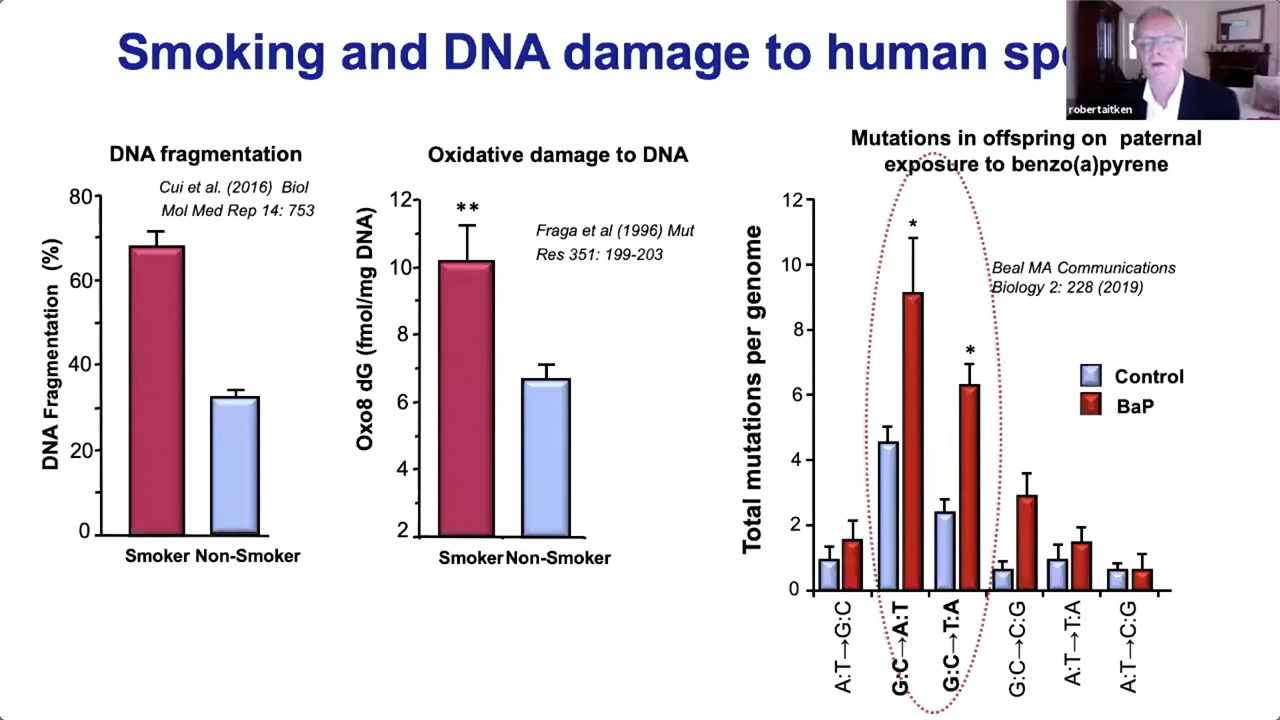 Smoking and DNA damage to human
robertaitken
DNA fragmentation
Cui et al. (2016) Biol
Mol Med Rep 14: 753
DNA Fragmentation (%)
80
60
40
20
0
Smoker Non-Smoker
Oxidative damage to DNA
**
Fraga et al (1996) Mut
Res 351: 199-203
Oxo8 dG (fmol/mg DNA)
12
10
8
6
4
2
Smoker Non-Smoker
Mutations in offspring on paternal
exposure to benzo(a)pyrene
Beal MA Communications
Biology 2: 228 (2019)
Total mutations per genome
12
10
8
6
4
2
0
*
*
Control
BaP
A:T→G:C
G:C→A:T
G:C→T:A
G:C→C:G
A:T→T:A
A:T→C:G